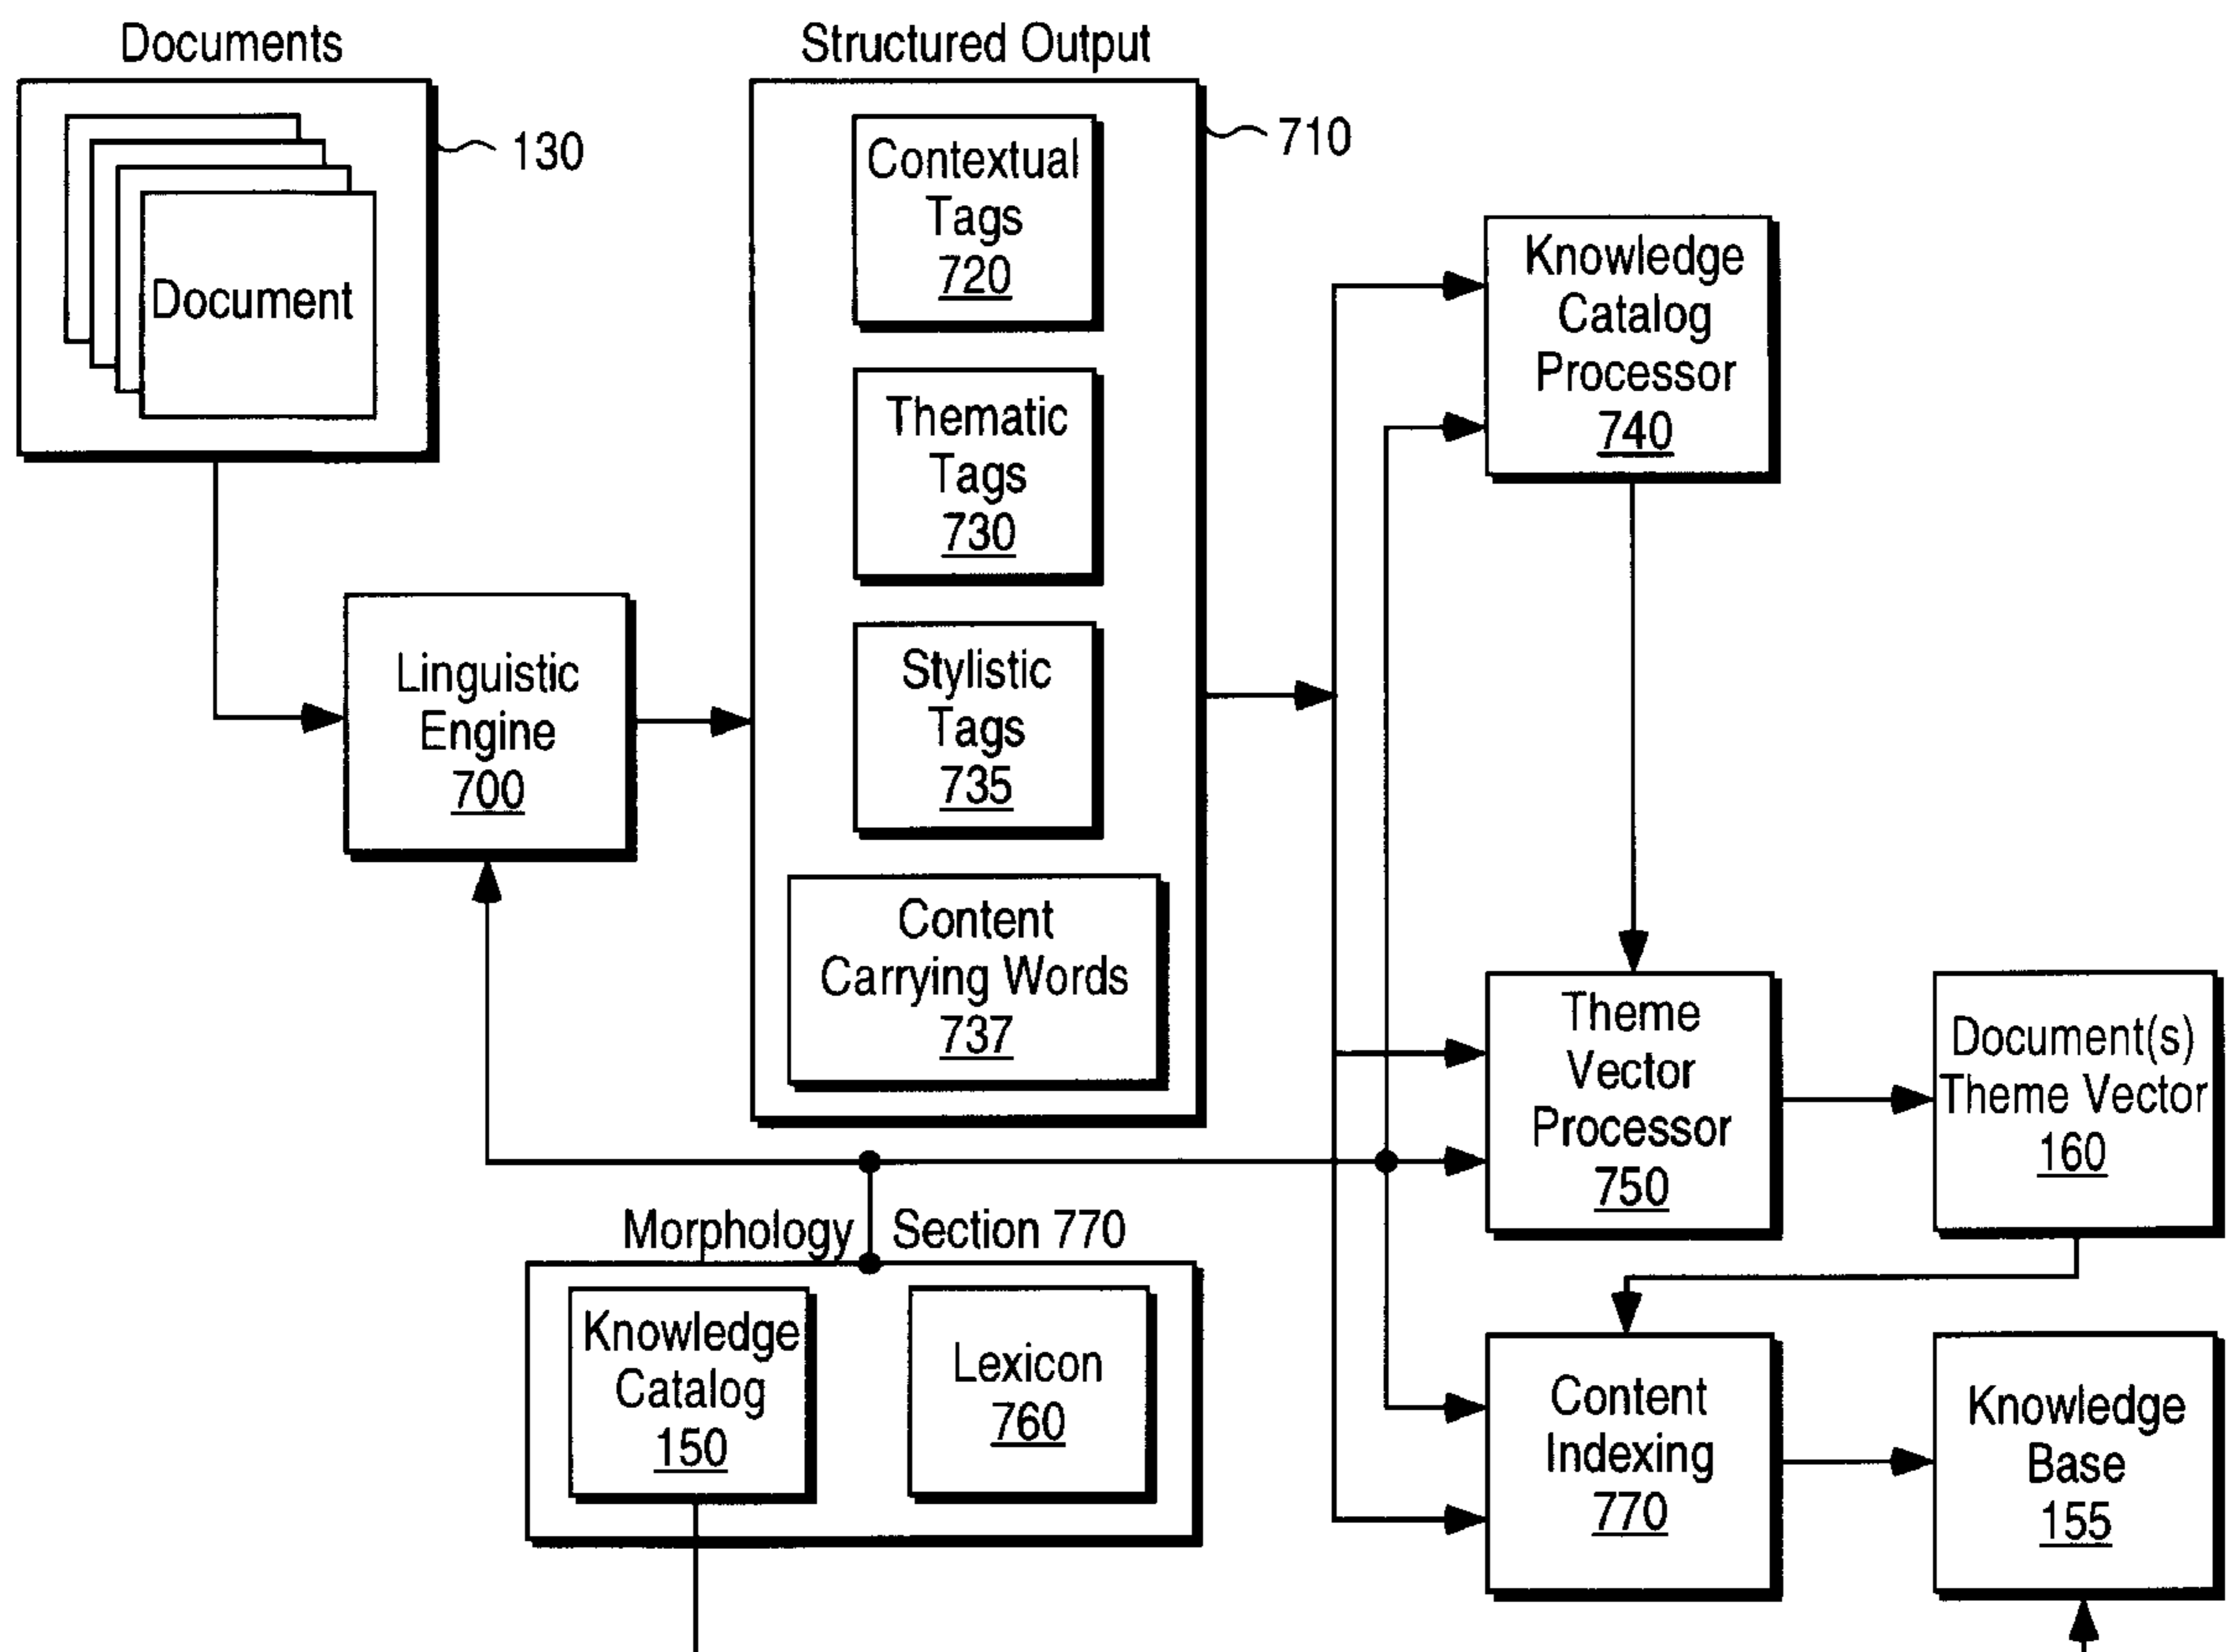 Documents
130
Document
Linguistic
Engine
700
Structured Output
710
Contextual
Tags
720
Thematic
Tags
730
Stylistic
Tags
735
Content
Carrying Words
737
Morphology Section 770
Knowledge
Catalog
150
Lexicon
760
Knowledge
Catalog
Processor
740
Theme
Vector
Processor
750
Document(s)
Theme Vector
160
Content
Indexing
770
Knowledge
Base
155